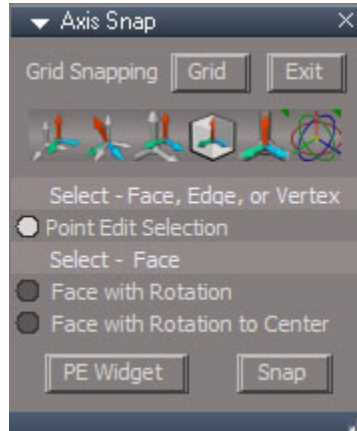 Axis Snap
Grid Snapping Grid Exit
Select - Face, Edge, or Vertex
Point Edit Selection
Select - Face
Face with Rotation
Face with Rotation to Center
PE Widget Snap